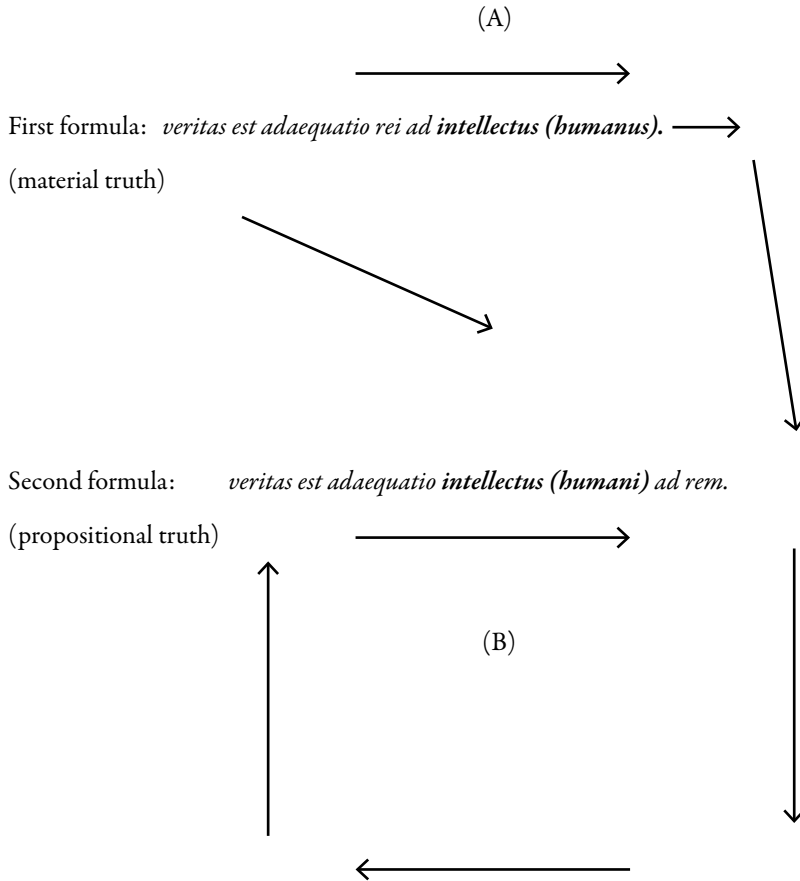 (A)
First formula: veritas est adaequatio rei ad intellectus (humanus).
(material truth)
Second formula: veritas est adaequatio intellectus (humani) ad rem.
(propositional truth)
(B)